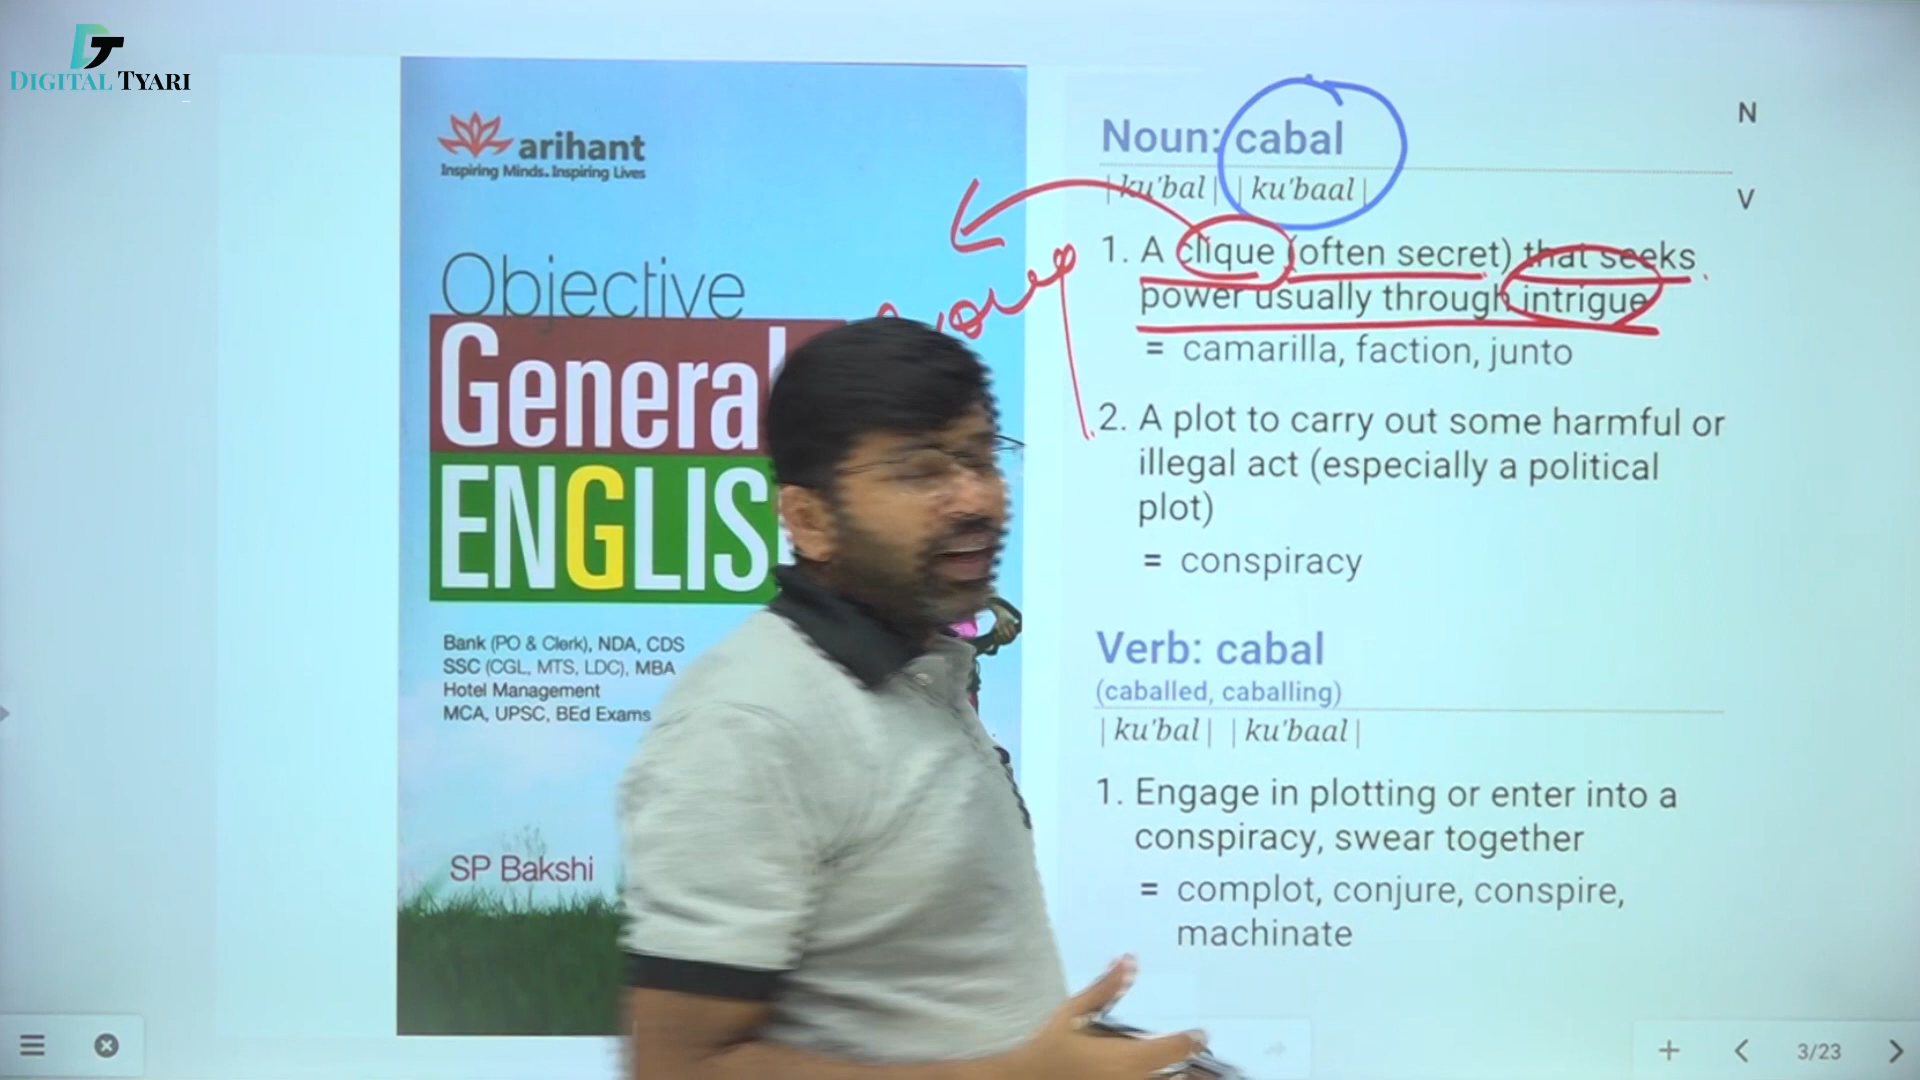 DT
DIGITAL TYARI
arihant
Inspiring Minds. Inspiring Lives
Objective
General
ENGLIS
Bank (PO & Clerk), NDA, CDS
SSC (CGL, MTS, LDC), MBA
Hotel Management
MCA, UPSC, BEd Exams
SP Bakshi
Noun: cabal
|ku'bal| |ku'baal|
1. A clique (often secret) that seeks
power usually through intrigue
= camarilla, faction, junto
2. A plot to carry out some harmful or
illegal act (especially a political
plot)
= conspiracy
Verb: cabal
(caballed, caballing)
|ku'bal| |ku'baal|
1. Engage in plotting or enter into a
conspiracy, swear together
= complot, conjure, conspire,
machinate
N
V
3/23